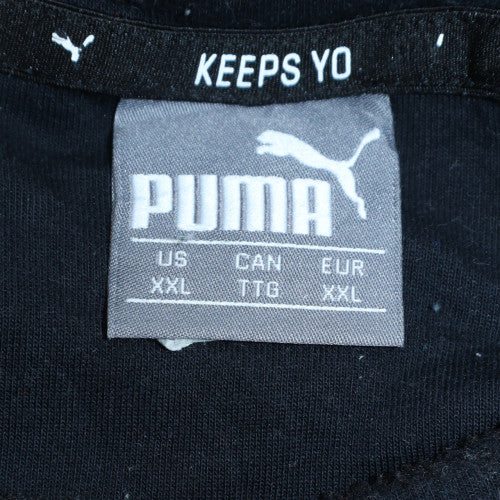 KEEPS YO
PUMA
US CAN EUR
XXL TTG XXL